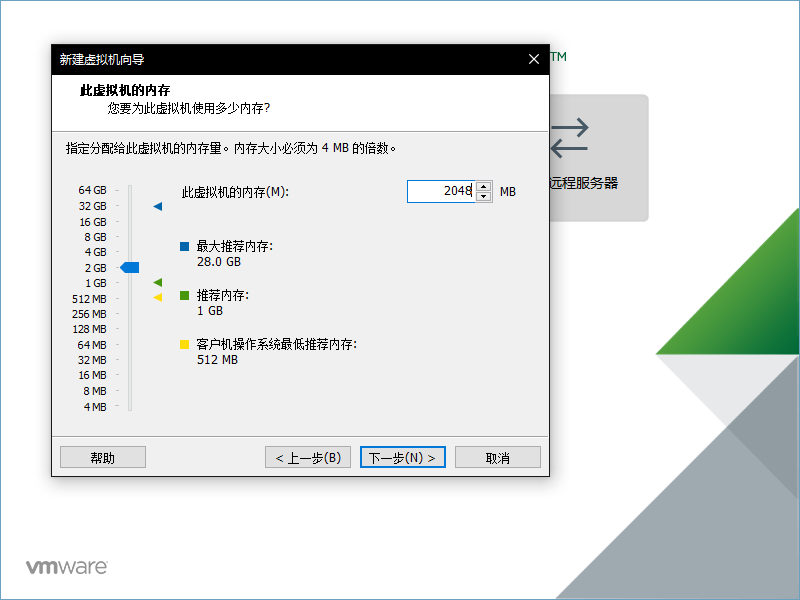 新建虚拟机向导
TM
此虚拟机的内存
您要为此虚拟机使用多少内存?
指定分配给此虚拟机的内存量。内存大小必须为 4 MB 的倍数。
远程服务器
64 GB
32 GB
16 GB
8 GB
4 GB
2 GB
1 GB
512 MB
256 MB
128 MB
64 MB
32 MB
16 MB
8 MB
4 MB
此虚拟机的内存(M):
2048
MB
最大推荐内存:
28.0 GB
推荐内存:
1 GB
客户机操作系统最低推荐内存:
512 MB
帮助
< 上一步(B)
下一步(N) >
取消
vmware